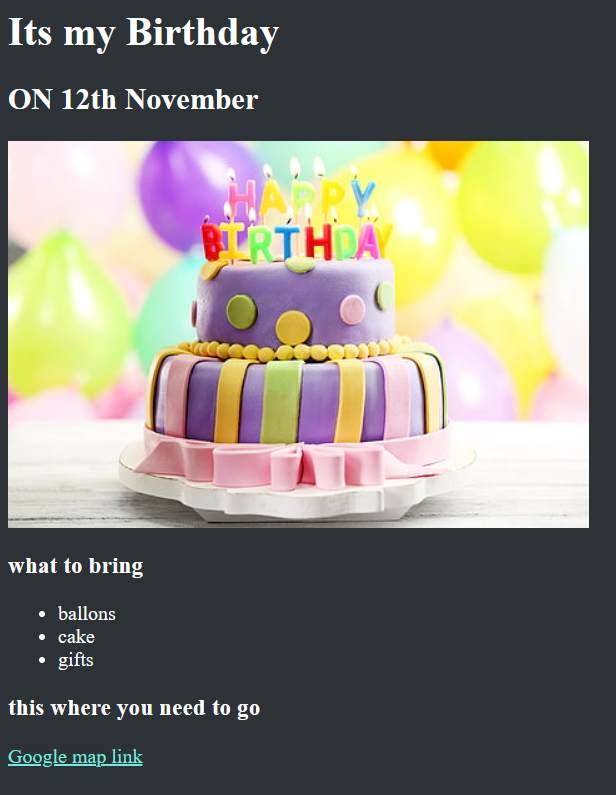 Its my Birthday
ON 12th November
HAPPY
BIRTHDAY
what to bring
ballons
cake
gifts
this where you need to go
Google map link